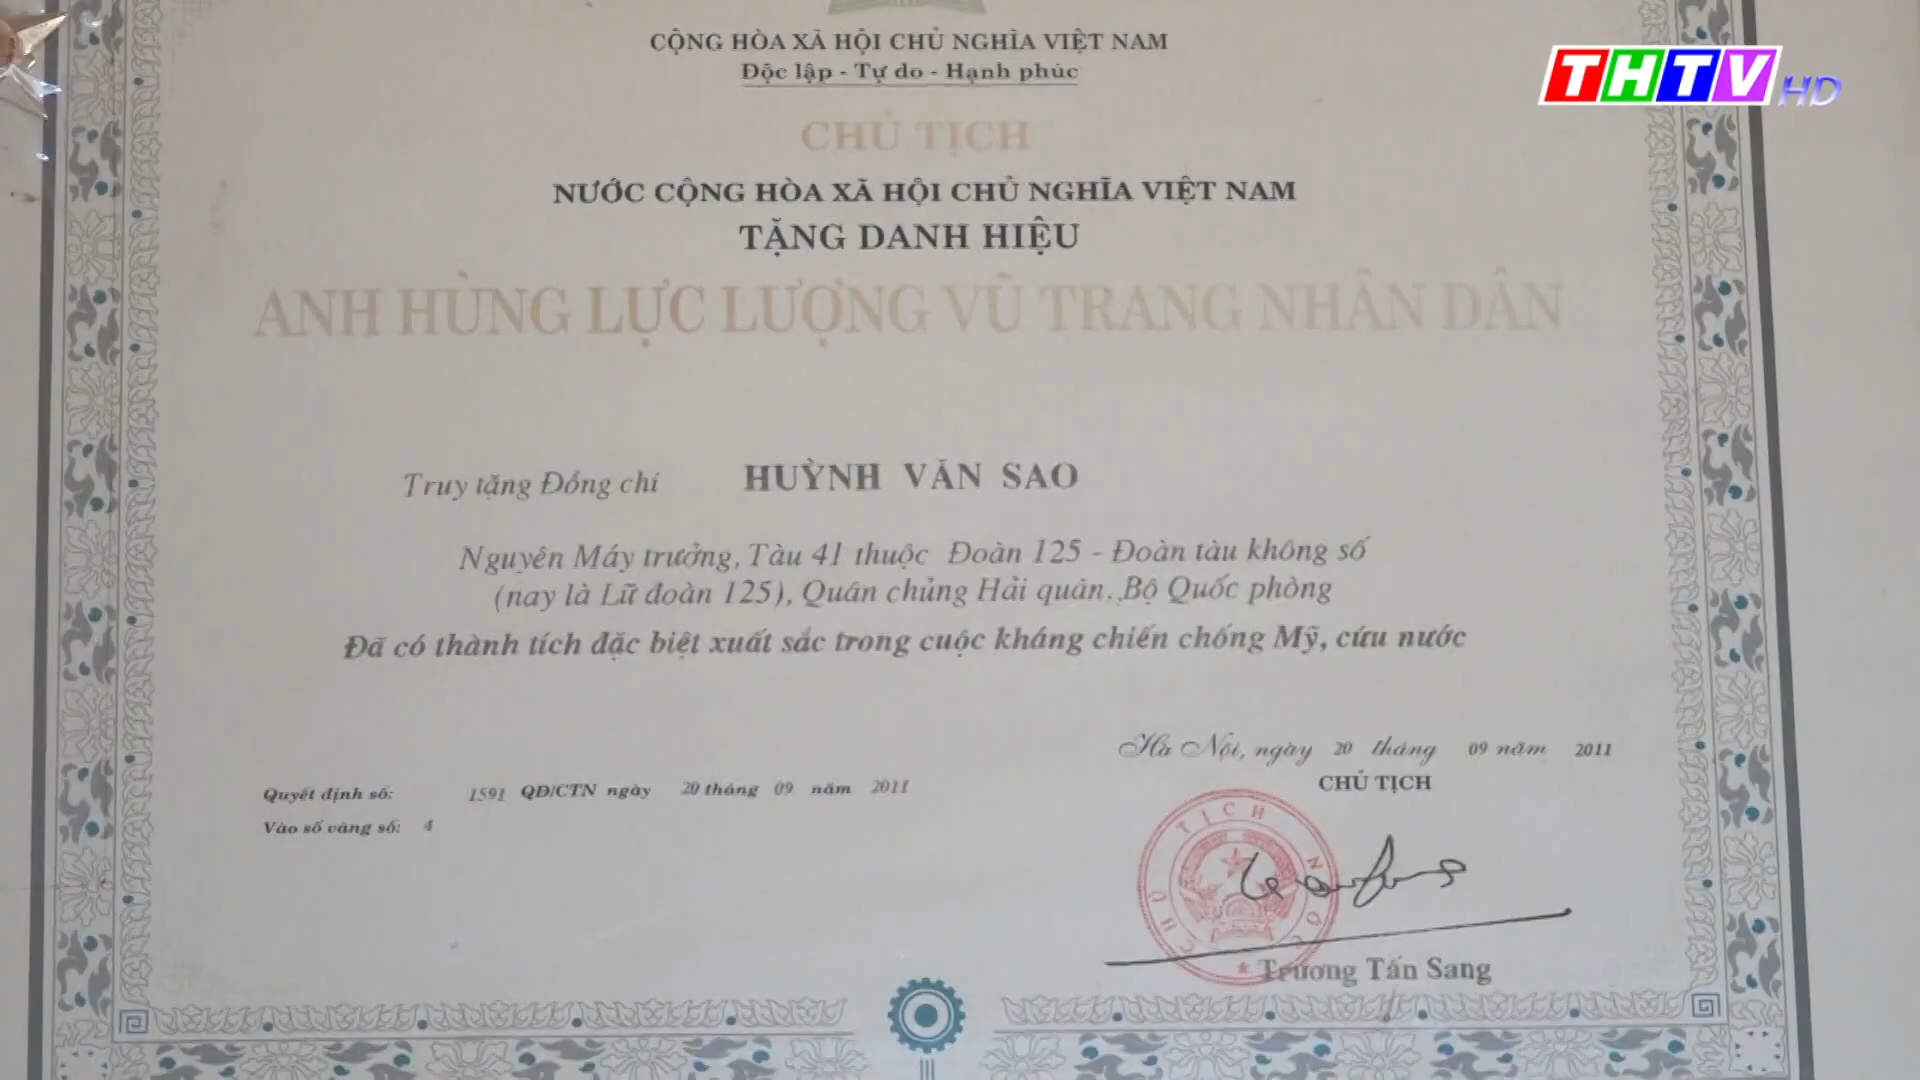 CỘNG HÒA XÃ HỘI CHỦ NGHĨA VIỆT NAM
Độc lập - Tự do - Hạnh phúc
THTV HD
CHỦ TỊCH
NƯỚC CỘNG HÒA XÃ HỘI CHỦ NGHĨA VIỆT NAM
TẶNG DANH HIỆU
ANH HÙNG LỰC LƯỢNG VŨ TRANG NHÂN DÂN
Truy tặng Đồng chí HUỲNH VĂN SAO
Nguyên Máy trưởng, Tàu 41 thuộc Đoàn 125 - Đoàn tàu không số
(nay là Lữ đoàn 125), Quân chủng Hải quân, Bộ Quốc phòng
Đã có thành tích đặc biệt xuất sắc trong cuộc kháng chiến chống Mỹ, cứu nước
Hà Nội, ngày 20 tháng 09 năm 2011
CHỦ TỊCH
Quyết định số: 1591 QĐ/CTN ngày 20 tháng 09 năm 2011
Vào sổ vàng số: 4
CHỦ TỊCH NƯỚC
Trương Tấn Sang